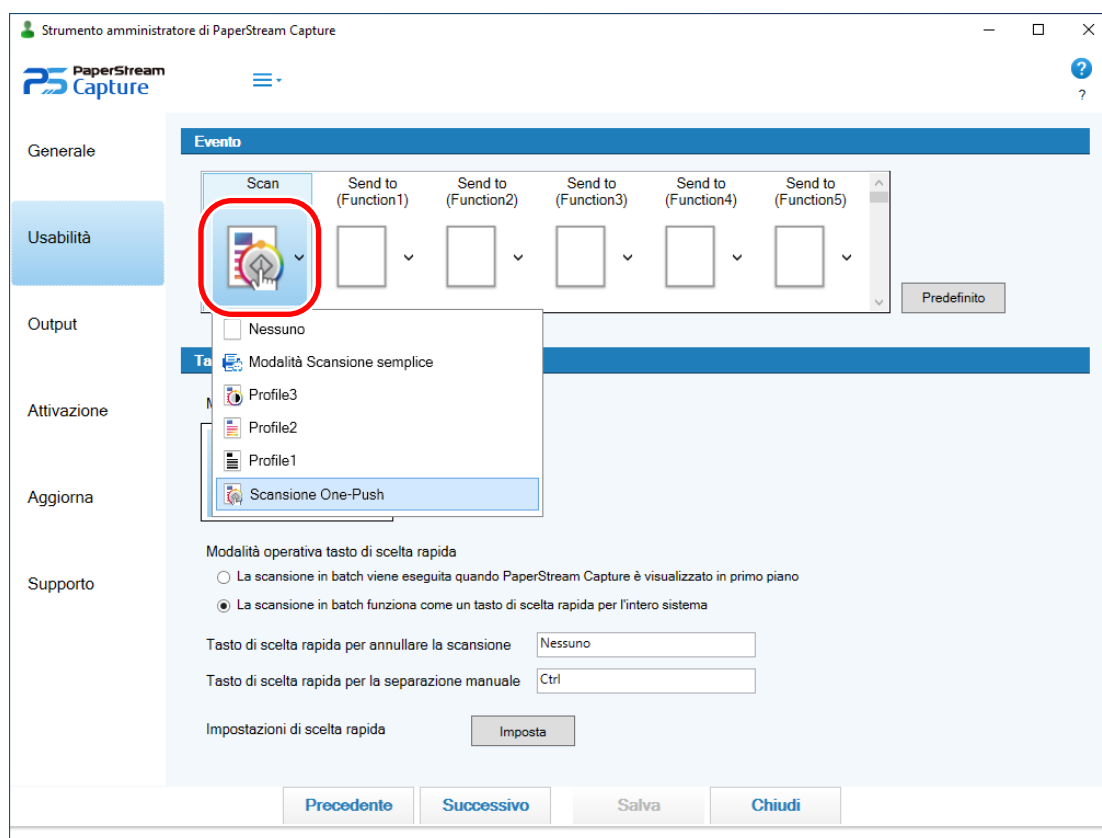 Strumento amministratore di PaperStream Capture
PaperStream
Capture
?
?
Generale
Usabilità
Output
Attivazione
Aggiorna
Supporto
Evento
Scan
Send to
(Function1)
Send to
(Function2)
Send to
(Function3)
Send to
(Function4)
Send to
(Function5)
Predefinito
Nessuno
Modalità Scansione semplice
Profile3
Profile2
Profile1
Scansione One-Push
Modalità operativa tasto di scelta rapida
La scansione in batch viene eseguita quando PaperStream Capture è visualizzato in primo piano
La scansione in batch funziona come un tasto di scelta rapida per l'intero sistema
Tasto di scelta rapida per annullare la scansione
Nessuno
Tasto di scelta rapida per la separazione manuale
Ctrl
Impostazioni di scelta rapida
Imposta
Precedente
Successivo
Salva
Chiudi